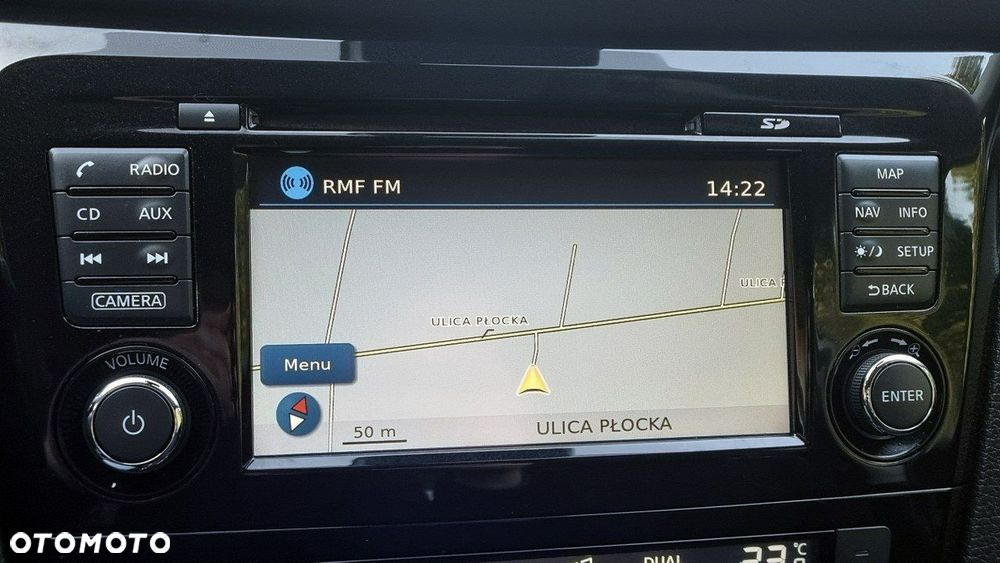 SD
RADIO
CD AUX
CAMERA
VOLUME
RMF FM 14:22
ULICA PŁOCKA
ULICA
Menu
50 m
ULICA PŁOCKA
MAP
NAV INFO
SETUP
BACK
ENTER
DUAL
°C
OTOMOTO